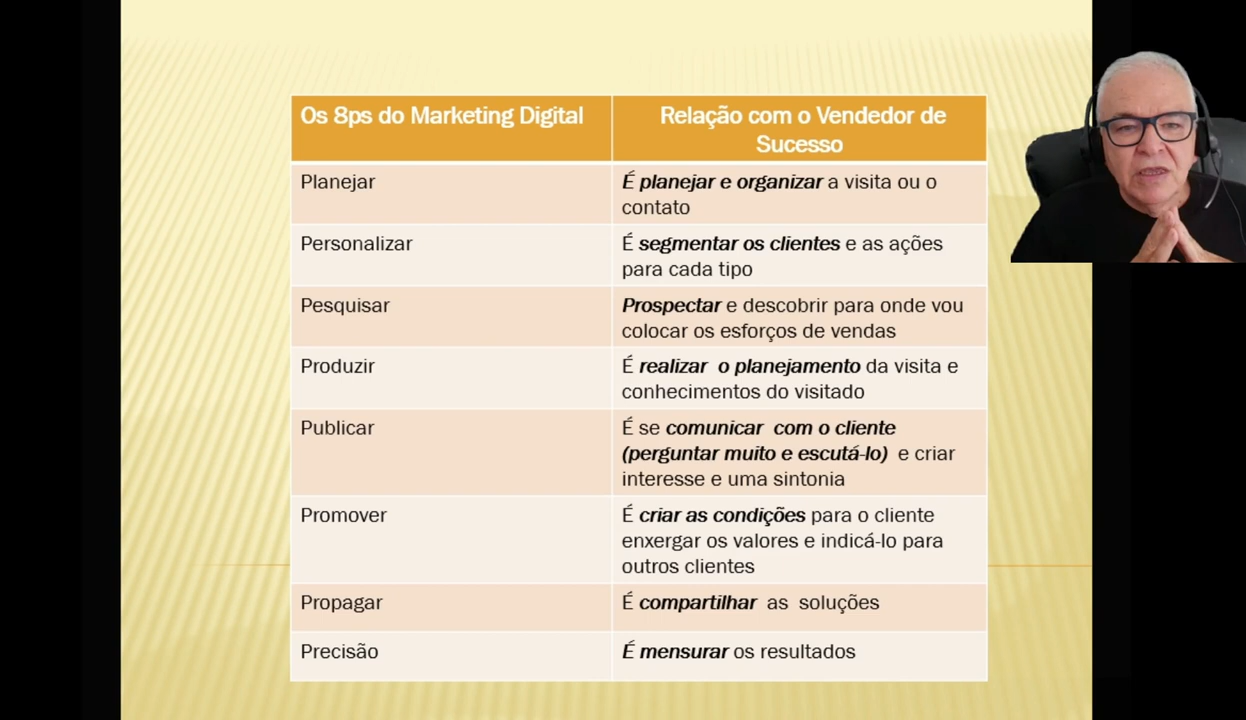 Os 8ps do Marketing Digital
Relação com o Vendedor de
Sucesso
Planejar
É planejar e organizar a visita ou o
contato
Personalizar
É segmentar os clientes e as ações
para cada tipo
Pesquisar
Prospectar e descobrir para onde vou
colocar os esforços de vendas
Produzir
É realizar o planejamento da visita e
conhecimentos do visitado
Publicar
É se comunicar com o cliente
(perguntar muito e escutá-lo) e criar
interesse e uma sintonia
Promover
É criar as condições para o cliente
enxergar os valores e indicá-lo para
outros clientes
Propagar
É compartilhar as soluções
Precisão
É mensurar os resultados